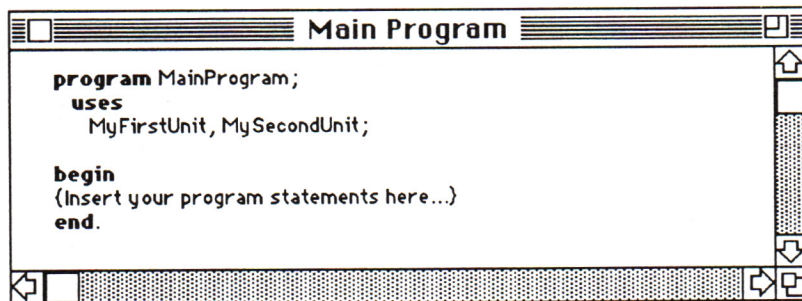 Main Program
program MainProgram;
uses
MyFirstUnit, MySecondUnit;
begin
{Insert your program statements here...}
end.